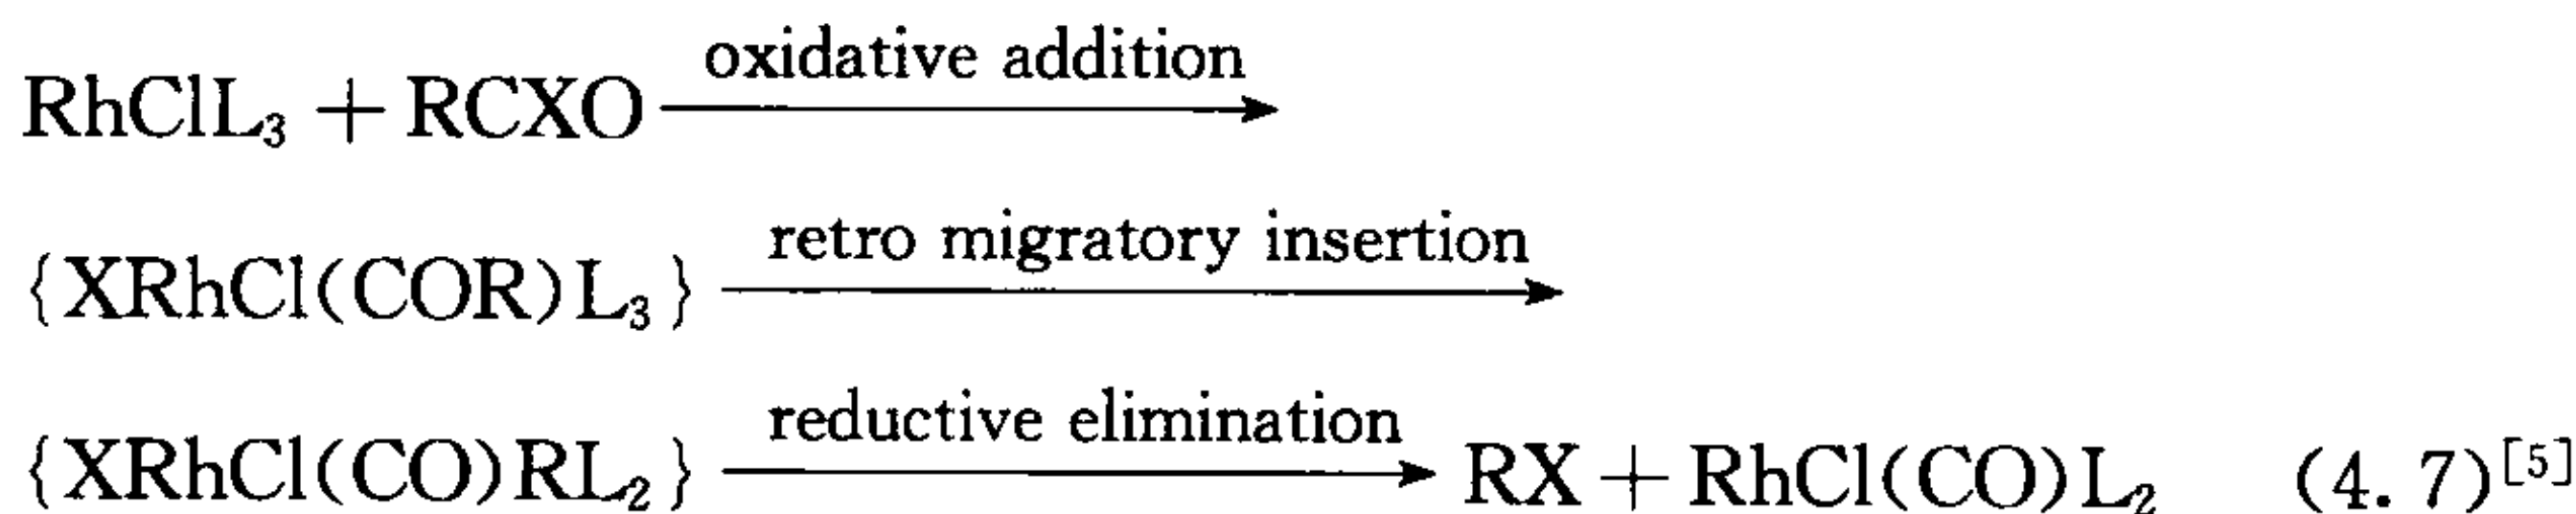 oxidative addition
RhClL₃ + RCXO ⟶
retro migratory insertion
{XRhCl(COR)L₃} ⟶
reductive elimination
{XRhCl(CO)RL₂} ⟶ RX + RhCl(CO)L₂ (4. 7)[5]